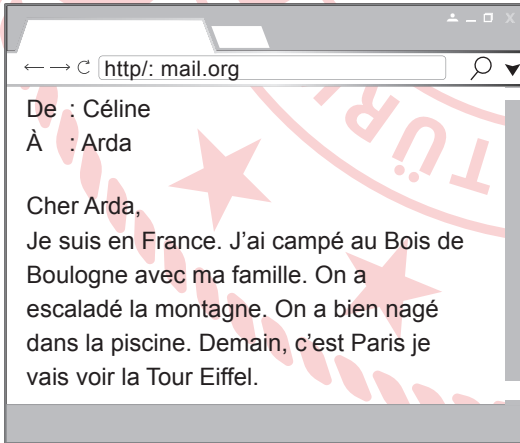 http/: mail.org
De : Céline
À : Arda
Cher Arda,
Je suis en France. J’ai campé au Bois de
Boulogne avec ma famille. On a
escaladé la montagne. On a bien nagé
dans la piscine. Demain, c’est Paris je
vais voir la Tour Eiffel.